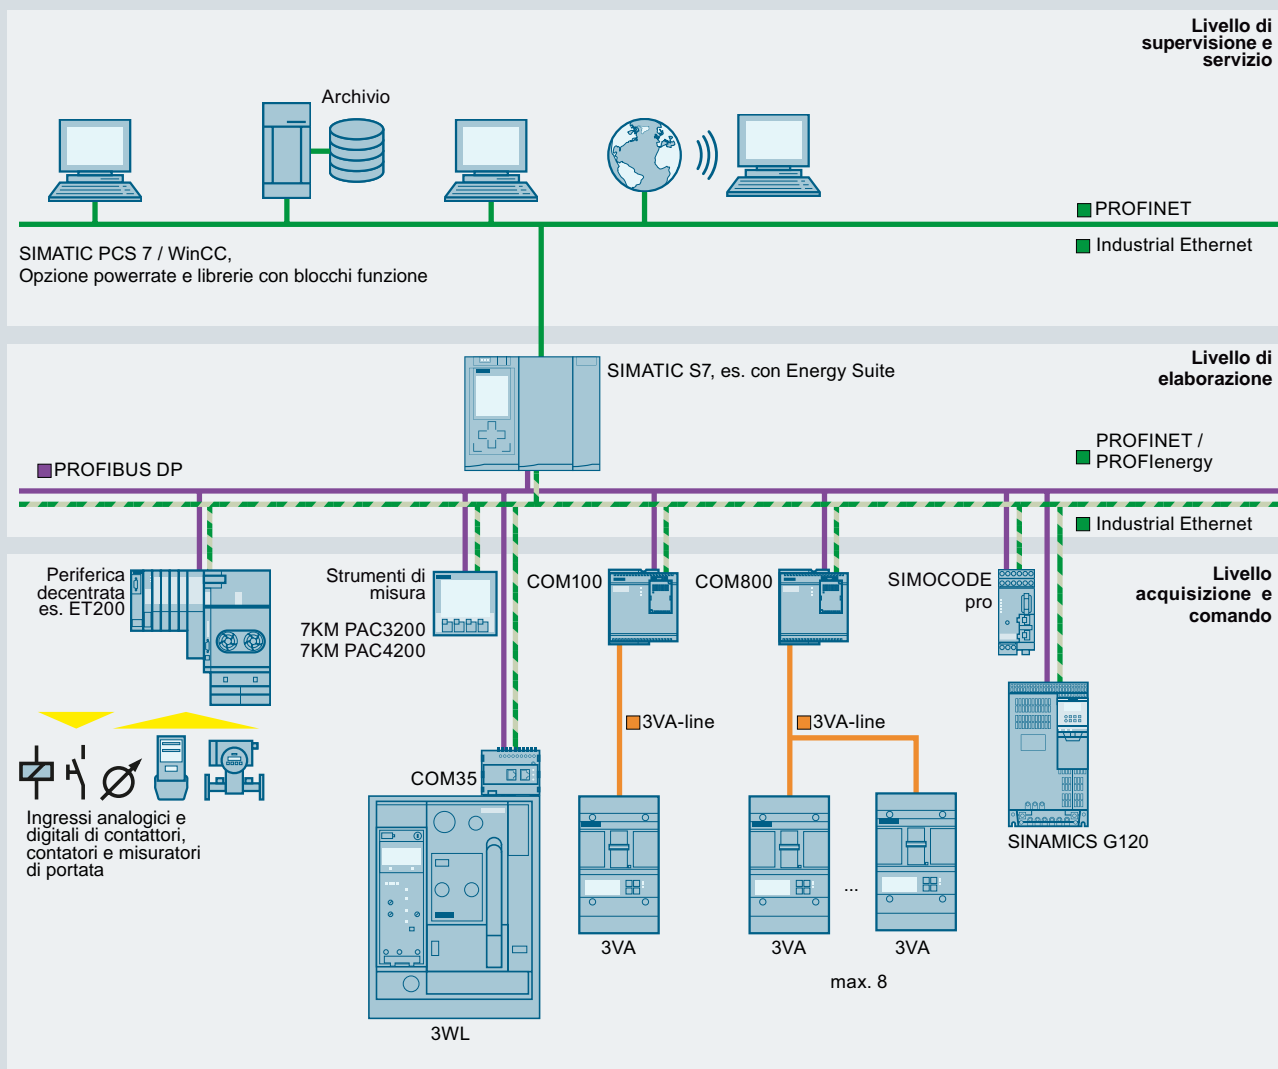 Livello di
supervisione e
servizio
Archivio
PROFINET
Industrial Ethernet
SIMATIC PCS 7 / WinCC,
Opzione powerrate e librerie con blocchi funzione
Livello di
elaborazione
SIMATIC S7, es. con Energy Suite
PROFIBUS DP
PROFINET /
PROFIenergy
Industrial Ethernet
Livello
acquisizione e
comando
Periferica
decentrata
es. ET200
Strumenti di
misura
7KM PAC3200
7KM PAC4200
COM100
COM800
SIMOCODE
pro
3VA-line
3VA-line
COM35
Ingressi analogici e
digitali di contattori,
contatori e misuratori
di portata
SINAMICS G120
...
3VA
3VA
3VA
max. 8
3WL